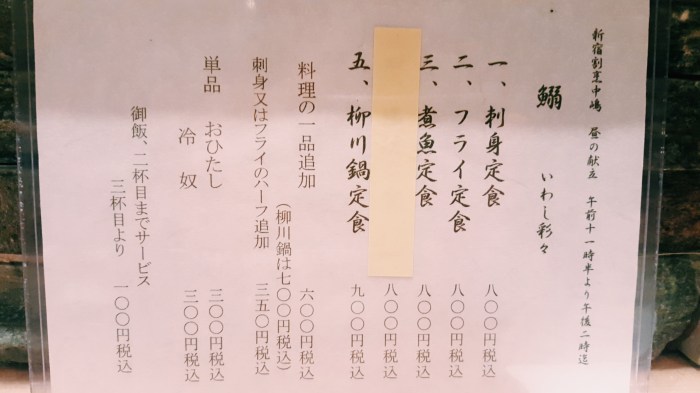 新宿割烹中嶋 昼の献立 午前十一時半より午後二時迄
鰯 いわし彩々
一、刺身定食 八〇〇円税込
二、フライ定食 八〇〇円税込
三、煮魚定食 八〇〇円税込
八〇〇円税込
五、柳川鍋定食 九〇〇円税込
料理の一品追加 六〇〇円税込
(柳川鍋は七〇〇円税込)
刺身又はフライのハーフ追加 三五〇円税込
単品 おひたし 三〇〇円税込
冷奴 三〇〇円税込
御飯、二杯目までサービス
三杯目より 一〇〇円税込